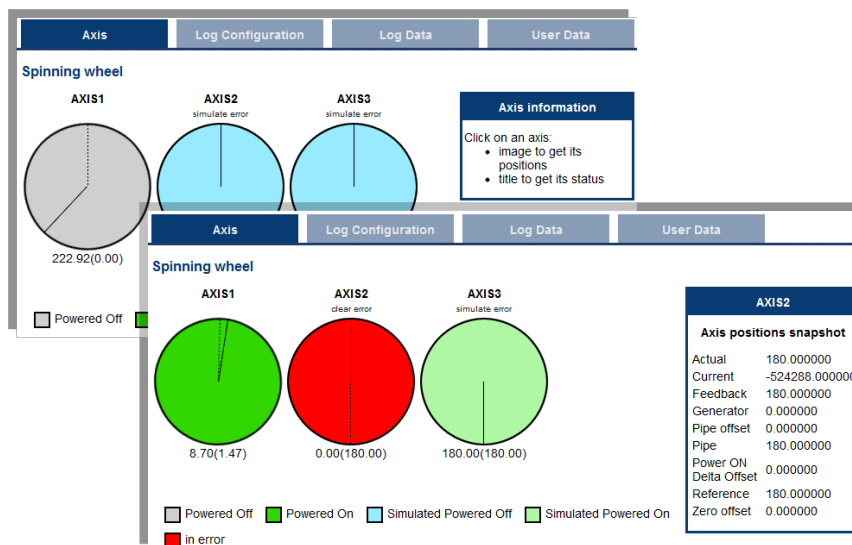 Axis
Log Configuration
Log Data
User Data
Spinning wheel
AXIS1
AXIS2
AXIS3
simulate error
simulate error
Axis information
Click on an axis:
• image to get its
positions
• title to get its status
222.92(0.00)
Powered Off
Axis
Log Configuration
Log Data
User Data
Spinning wheel
AXIS1
AXIS2
AXIS3
clear error
simulate error
8.70(1.47)
0.00(180.00)
180.00(180.00)
AXIS2
Axis positions snapshot
Actual 180.000000
Current -524288.000000
Feedback 180.000000
Generator 0.000000
Pipe offset 0.000000
Pipe 180.000000
Power ON
Delta Offset 0.000000
Reference 180.000000
Zero offset 0.000000
Powered Off
Powered On
Simulated Powered Off
Simulated Powered On
in error